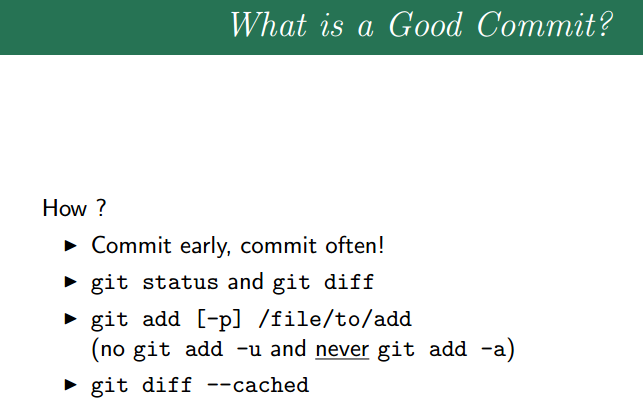 What is a Good Commit?
How ?
▶ Commit early, commit often!
▶ git status and git diff
▶ git add [-p] /file/to/add
(no git add -u and never git add -a)
▶ git diff --cached